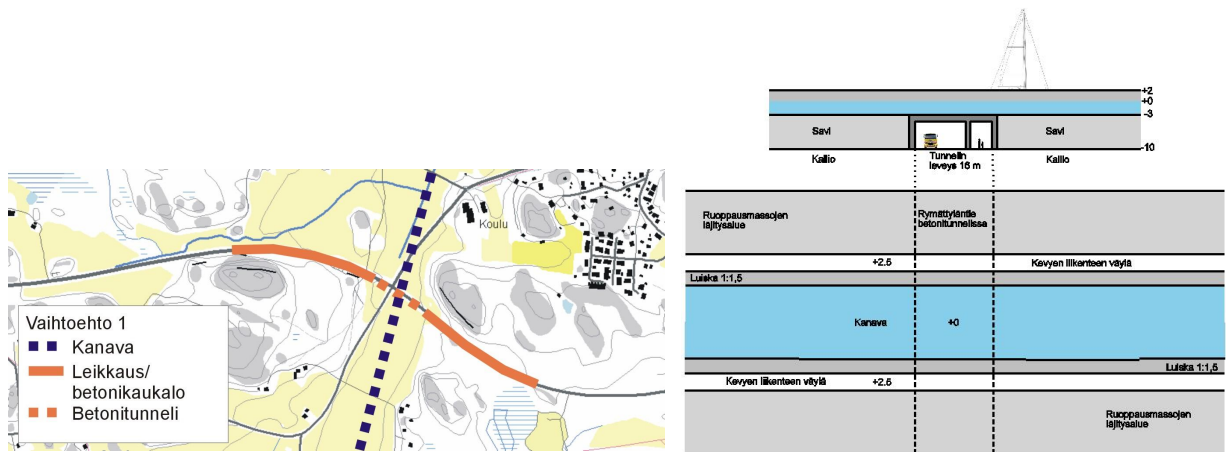 Koulu
Vaihtoehto 1
Kanava
Leikkaus/
betonikaukalo
Betonitunneli
+2
+0
-3
Savi
Savi
-10
Kallio
Tunnelin
leveys 16 m
Kallio
Ruoppausmassojen
läjitysalue
Rymättyläntie
betonitunnelissa
+2.5
Kevyen liikenteen väylä
Luiska 1:1,5
Kanava
+0
Luiska 1:1,5
Kevyen liikenteen väylä
+2.5
Ruoppausmassojen
läjitysalue